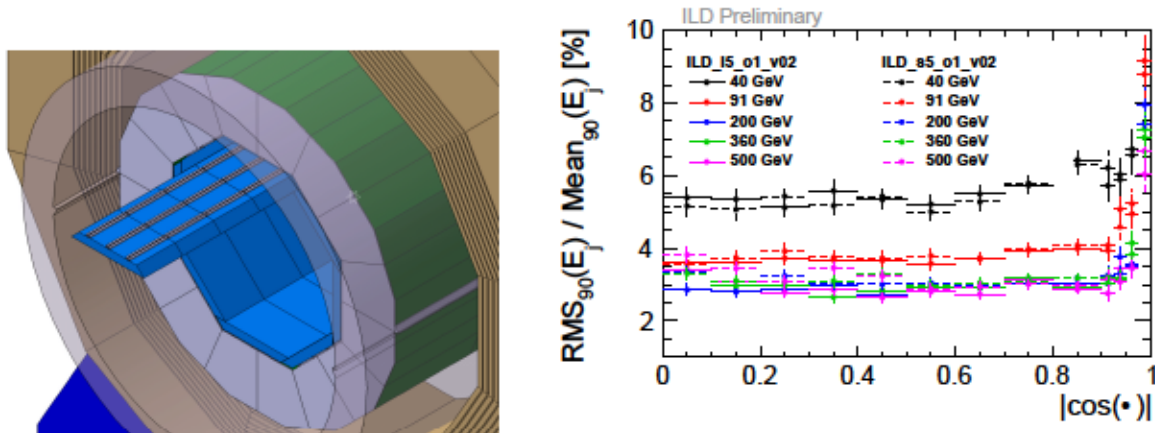 ILD Preliminary
RMS90(Ej) / Mean90(Ej) [%]
10
8
6
4
2
ILD_l5_o1_v02 ILD_s5_o1_v02
40 GeV 40 GeV
91 GeV 91 GeV
200 GeV 200 GeV
360 GeV 360 GeV
500 GeV 500 GeV
0 0.2 0.4 0.6 0.8 1
|cos(•)|